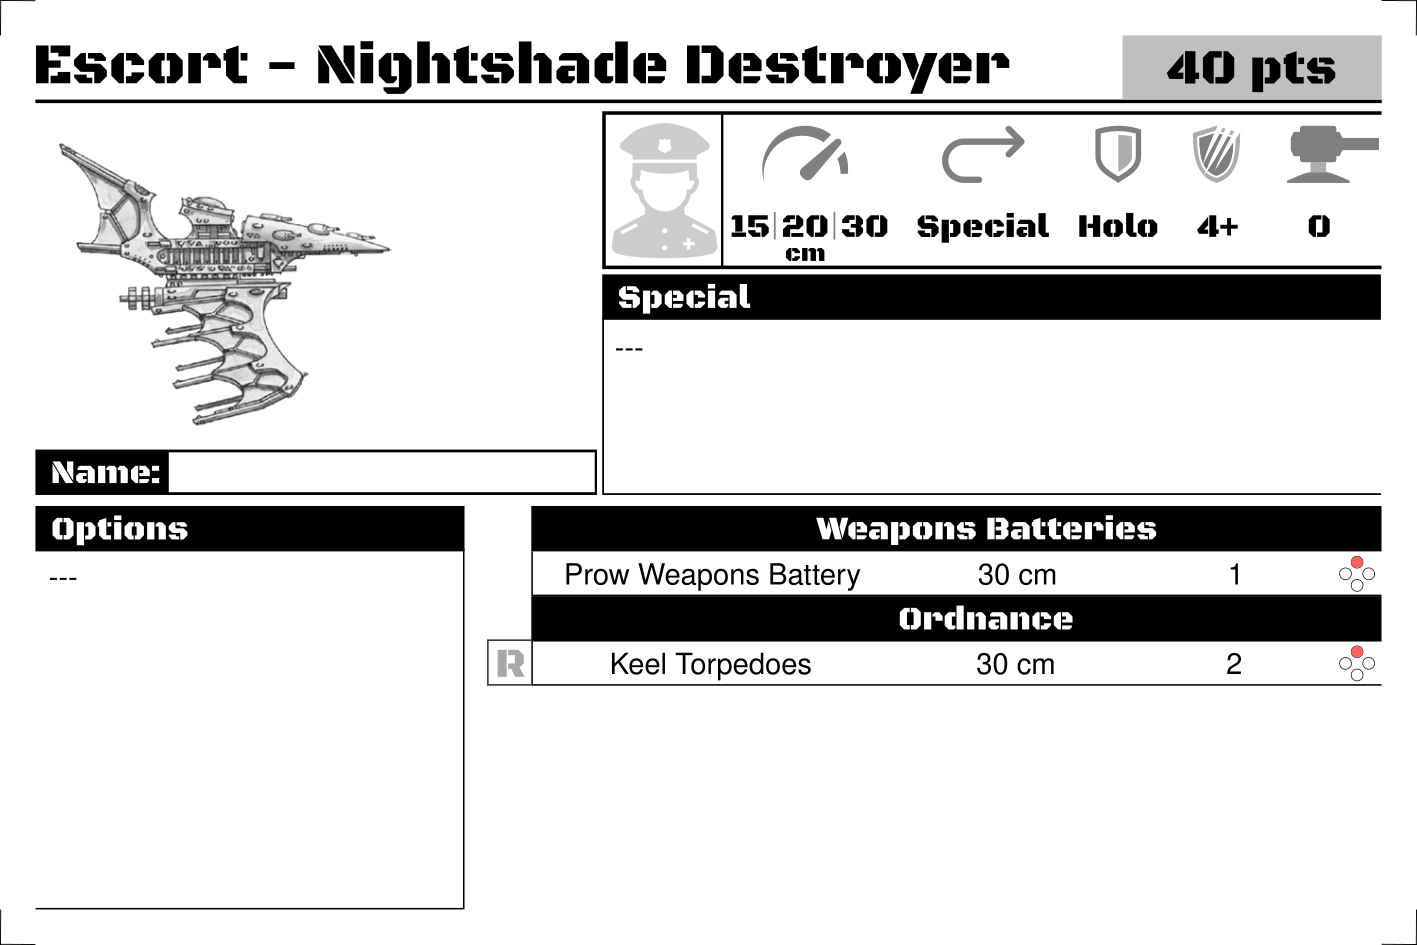 Escort - Nightshade Destroyer
40 pts
15|20|30
cm
Special
Holo
4+
0
Special
---
Name:
Options
---
Weapons Batteries
Prow Weapons Battery 30 cm 1
Ordnance
R Keel Torpedoes 30 cm 2